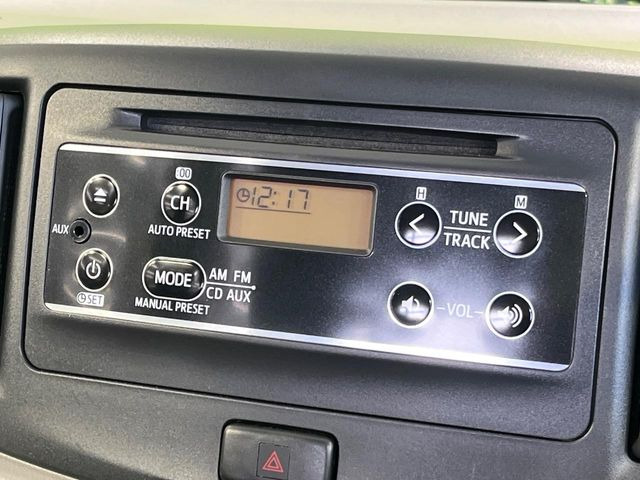 :00
CH
AUTO PRESET
AUX
SET
MODE
AM FM
CD AUX
MANUAL PRESET
12:17
H
M
TUNE
TRACK
VOL